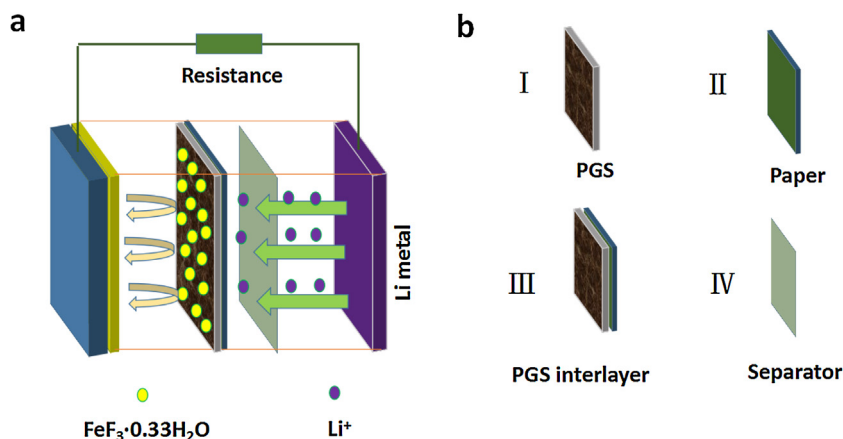 a
Resistance
Li metal
FeF₃·0.33H₂O
Li⁺
b
Ⅰ
PGS
Ⅱ
Paper
Ⅲ
PGS interlayer
Ⅳ
Separator